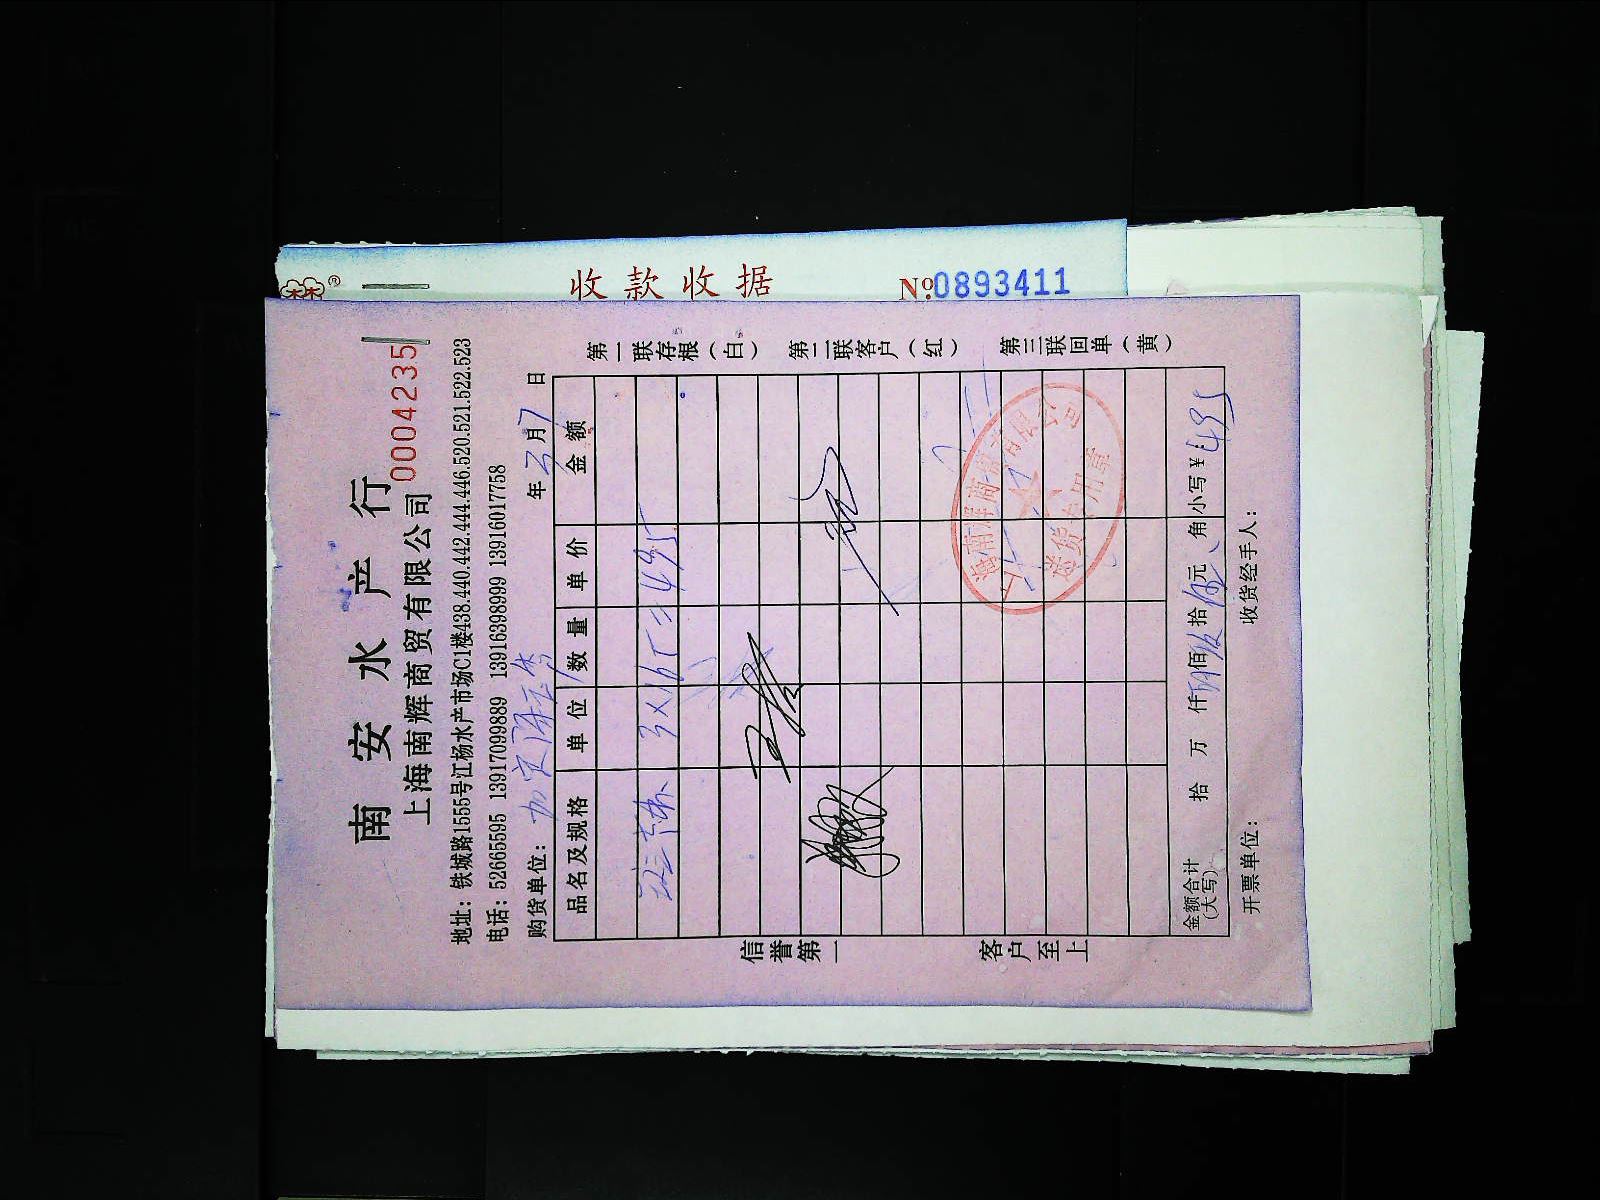 收款收据 №0893411
南安水产行
上海南辉商贸有限公司 0004235
地址：铁城路1555号江杨水产市场C1楼438.440.442.444.446.520.521.522.523
电话：52665595 13917099889 13916398999 13916017758
购货单位： 年 月7日
品名及规格 单位 数量 单价 金额
3×16 495
金额合计（大写） 拾 万 仟 佰 拾 元 角 小写￥: 495
开票单位： 收货经手人：
信誉第一 客户至上
第一联存根（白） 第二联客户（红） 第三联回单（黄）